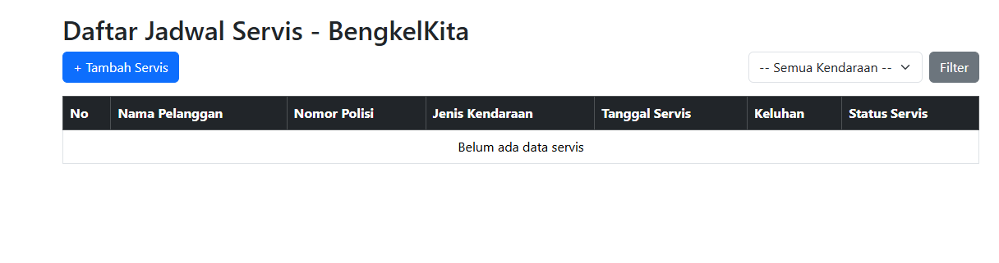 Daftar Jadwal Servis - BengkelKita
+ Tambah Servis -- Semua Kendaraan -- Filter
No Nama Pelanggan Nomor Polisi Jenis Kendaraan Tanggal Servis Keluhan Status Servis
Belum ada data servis